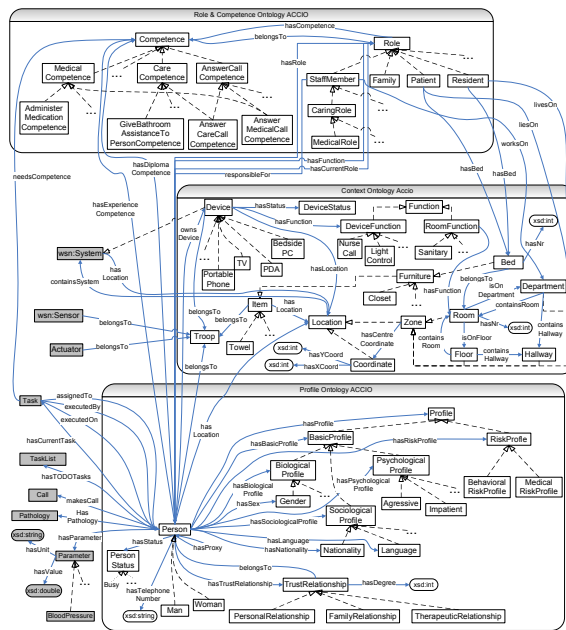 Role & Competence Ontology ACCIO
hasCompetence
belongsTo
Competence
Role
hasRole
Medical
Competence
Care
Competence
AnswerCall
Competence
...
StaffMember
Family
Patient
Resident
...
Administer
Medication
Competence
...
...
...
CaringRole
livesOn
liesOn
worksOn
GiveBathroom
AssistanceTo
PersonCompetence
Answer
CareCall
Competence
Answer
MedicalCall
Competence
MedicalRole
hasFunction
hasCurrentRole
responsibleFor
hasDiploma
Competence
hasBed
hasBed
needsCompetence
Context Ontology Accio
hasExperience
Competence
owns
Device
Device
hasStatus
DeviceStatus
Function
hasFunction
DeviceFunction
RoomFunction
xsd:int
hasNr
wsn:System
has
Location
containsSystem
Bedside
PC
TV
PDA
Portable
Phone
...
Nurse
Call
Light
Control
Sanitary
...
...
hasLocation
Furniture
Bed
Closet
...
hasFunction
belongsTo
isOn
Department
Department
wsn:Sensor
Actuator
belongsTo
belongsTo
belongsTo
belongsTo
belongsTo
Troop
Item
has
Location
Towel
...
Location
Zone
Room
containsRoom
hasCentre
Coordinate
hasYCoord
hasXCoord
xsd:int
xsd:int
Coordinate
contains
Room
hasNr
xsd:int
isOnFloor
Floor
contains
Hallway
Hallway
contains
Hallway
...
has
Location
Profile Ontology ACCIO
Task
assignedTo
executedBy
executedOn
hasCurrentTask
TaskList
hasTODOTasks
Call
makesCall
Pathology
Has
Pathology
xsd:string
hasUnit
hasParameter
Parameter
hasValue
xsd:double
...
BloodPressure
hasProfile
Profile
hasBasicProfile
BasicProfile
hasRiskProfile
RiskProfle
...
Biological
Profile
Psychological
Profile
hasBiological
Profile
hasPsychological
Profile
hasSex
Gender
...
Agressive
Impatient
...
Behavioral
RiskProfile
Medical
RiskProfile
...
Sociological
Profile
hasSociologicalProfile
...
Person
hasLanguage
hasNationality
Nationality
Language
hasStatus
hasProxy
Person
Status
Busy
...
belongsTo
hasTrustRelationship
TrustRelationship
hasDegree
xsd:int
hasTelephone
Number
xsd:string
Man
Woman
PersonalRelationship
FamilyRelationship
TherapeuticRelationship